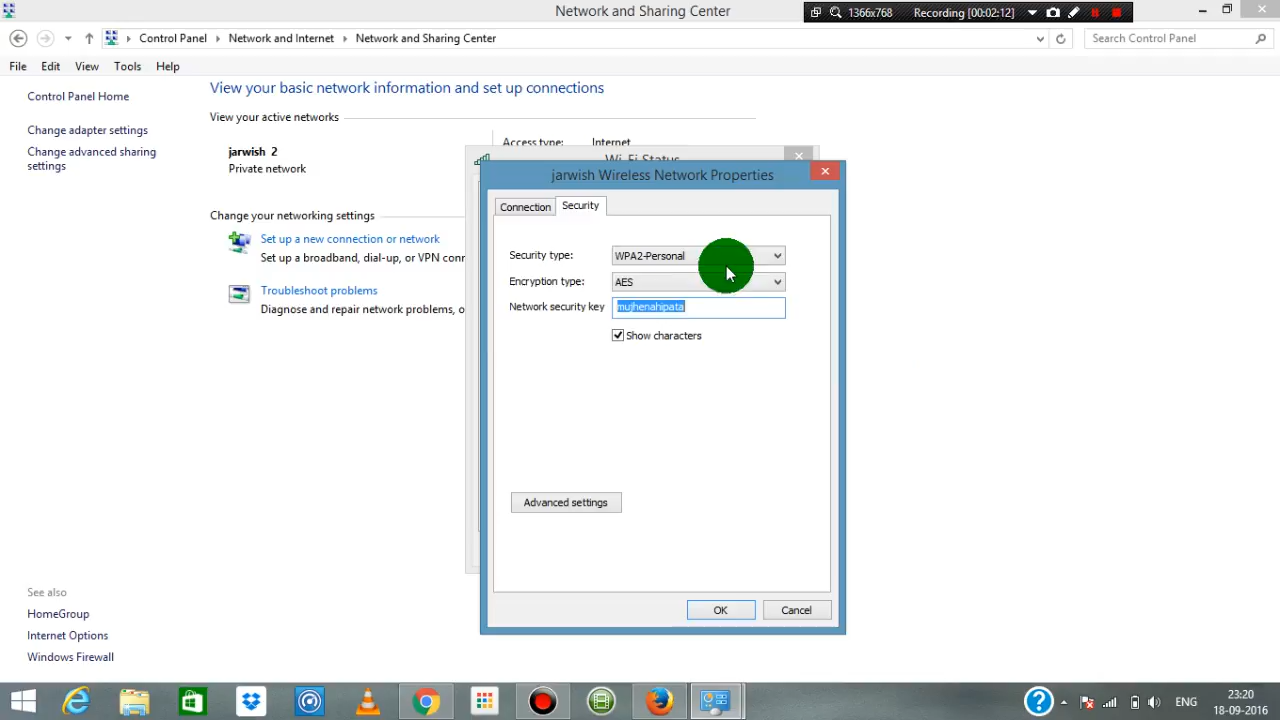 Network and Sharing Center
1366x768
Recording [00:02:12]
Control Panel
Network and Internet
Network and Sharing Center
Search Control Panel
File
Edit
View
Tools
Help
Control Panel Home
Change adapter settings
Change advanced sharing
settings
See also
HomeGroup
Internet Options
Windows Firewall
View your basic network information and set up connections
View your active networks
jarwish 2
Private network
Access type:
Internet
Change your networking settings
Set up a new connection or network
Set up a broadband, dial-up, or VPN conn
Troubleshoot problems
Diagnose and repair network problems, o
Wi-Fi Status
jarwish Wireless Network Properties
Connection
Security
Security type:
WPA2-Personal
Encryption type:
AES
Network security key
mujhenahipata
Show characters
Advanced settings
OK
Cancel
ENG
23:20
18-09-2016